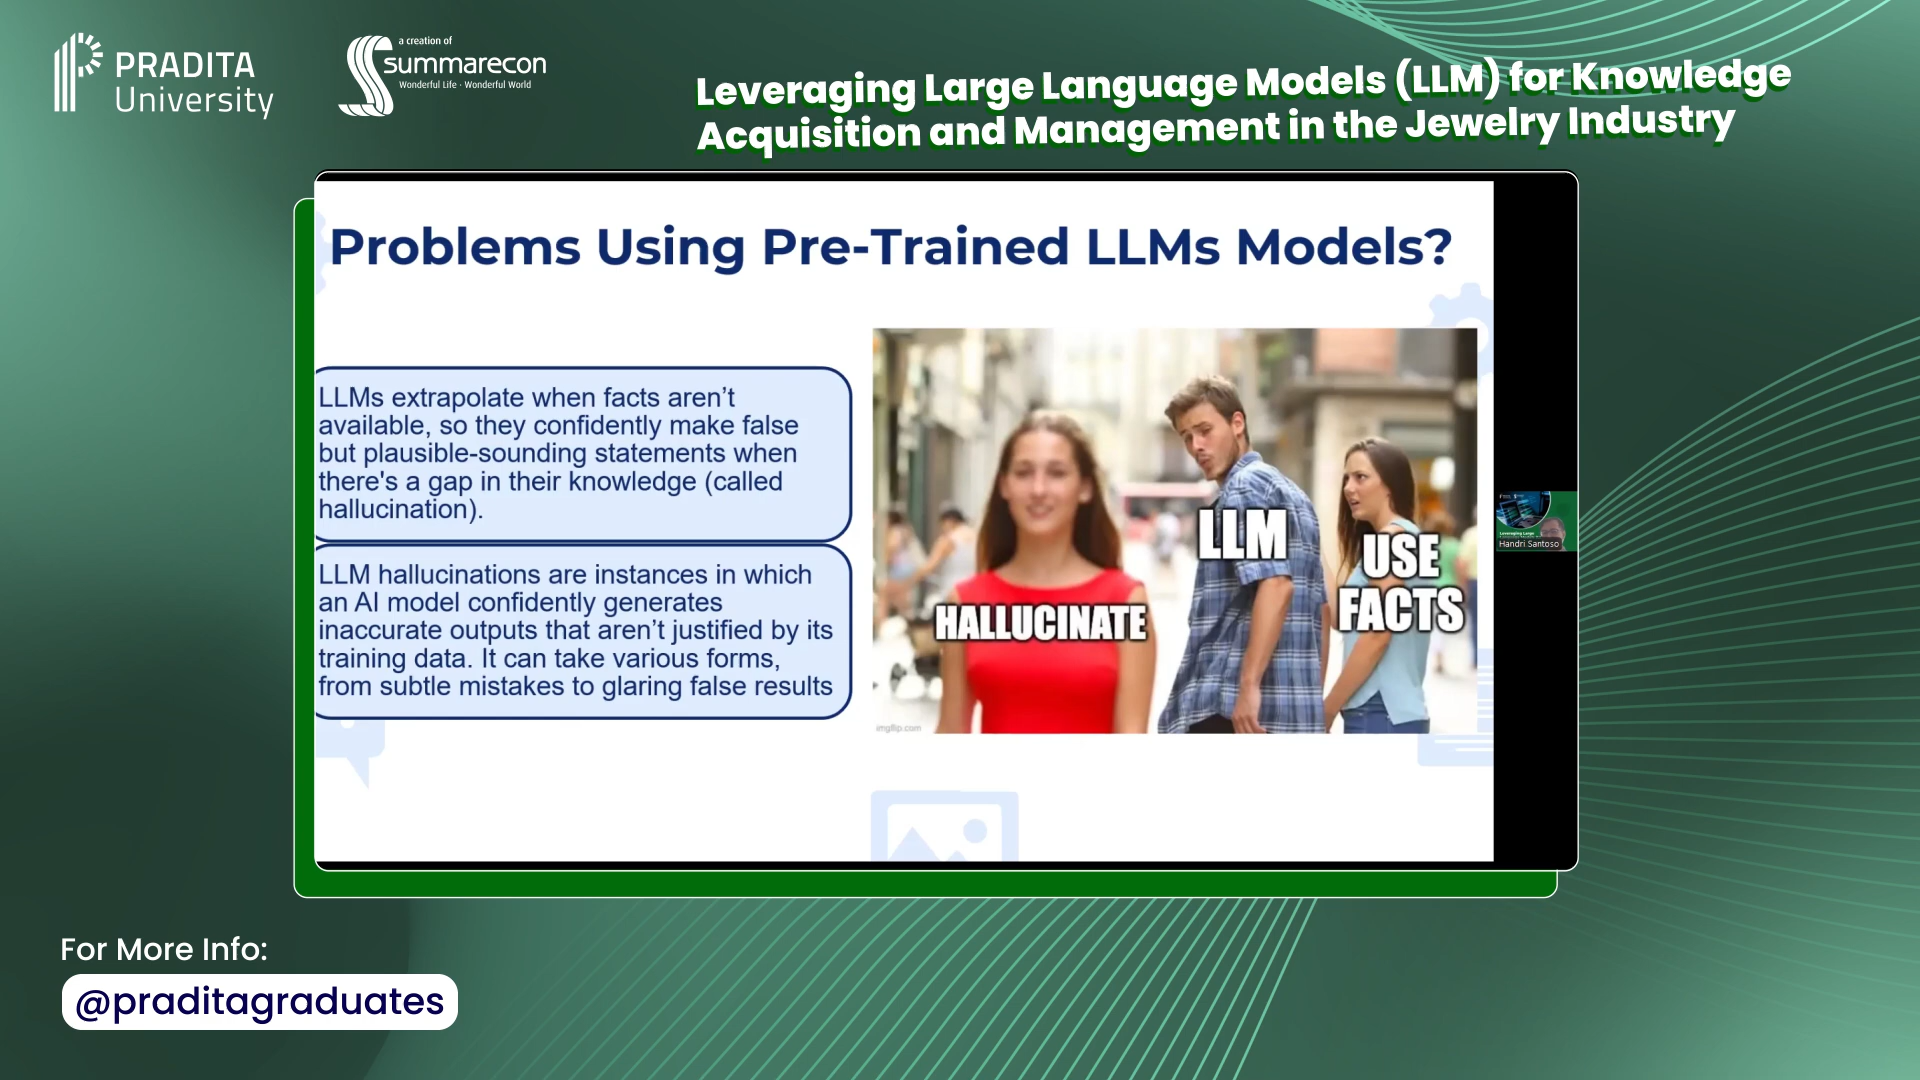 PRADITA
University
a creation of
summarecon
Wonderful Life · Wonderful World
Leveraging Large Language Models (LLM) for Knowledge
Acquisition and Management in the Jewelry Industry
Problems Using Pre-Trained LLMs Models?
LLMs extrapolate when facts aren’t
available, so they confidently make false
but plausible-sounding statements when
there's a gap in their knowledge (called
hallucination).
LLM hallucinations are instances in which
an AI model confidently generates
inaccurate outputs that aren’t justified by its
training data. It can take various forms,
from subtle mistakes to glaring false results
HALLUCINATE
LLM
USE
FACTS
imgflip.com
Handri Santoso
For More Info:
@praditagraduates